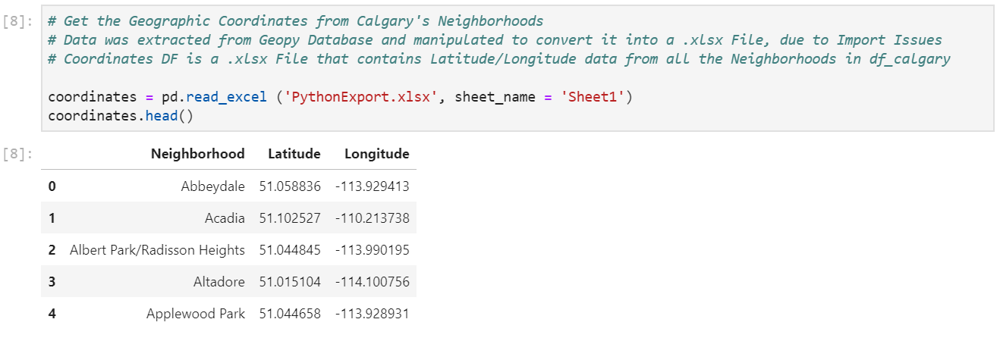 [8]: # Get the Geographic Coordinates from Calgary's Neighborhoods
# Data was extracted from Geopy Database and manipulated to convert it into a .xlsx File, due to Import Issues
# Coordinates DF is a .xlsx File that contains Latitude/Longitude data from all the Neighborhoods in df_calgary
coordinates = pd.read_excel ('PythonExport.xlsx', sheet_name = 'Sheet1')
coordinates.head()
[8]: Neighborhood Latitude Longitude
0 Abbeydale 51.058836 -113.929413
1 Acadia 51.102527 -110.213738
2 Albert Park/Radisson Heights 51.044845 -113.990195
3 Altadore 51.015104 -114.100756
4 Applewood Park 51.044658 -113.928931